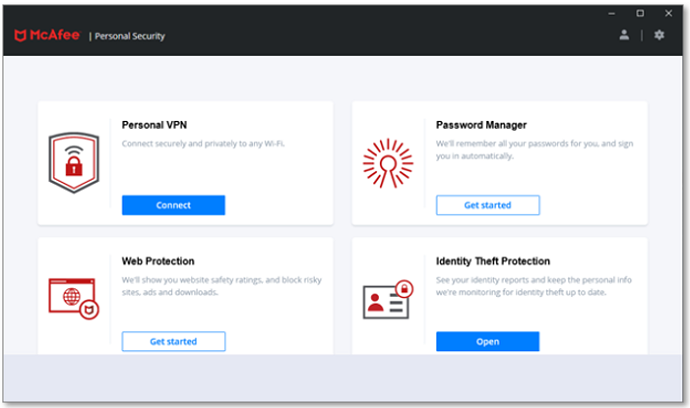 McAfee | Personal Security
Personal VPN
Connect securely and privately to any Wi-Fi.
Connect
Password Manager
We'll remember all your passwords for you, and sign
you in automatically.
Get started
Web Protection
We'll show you website safety ratings, and block risky
sites, ads and downloads.
Get started
Identity Theft Protection
See your identity reports and keep the personal info
we're monitoring for identity theft up to date.
Open